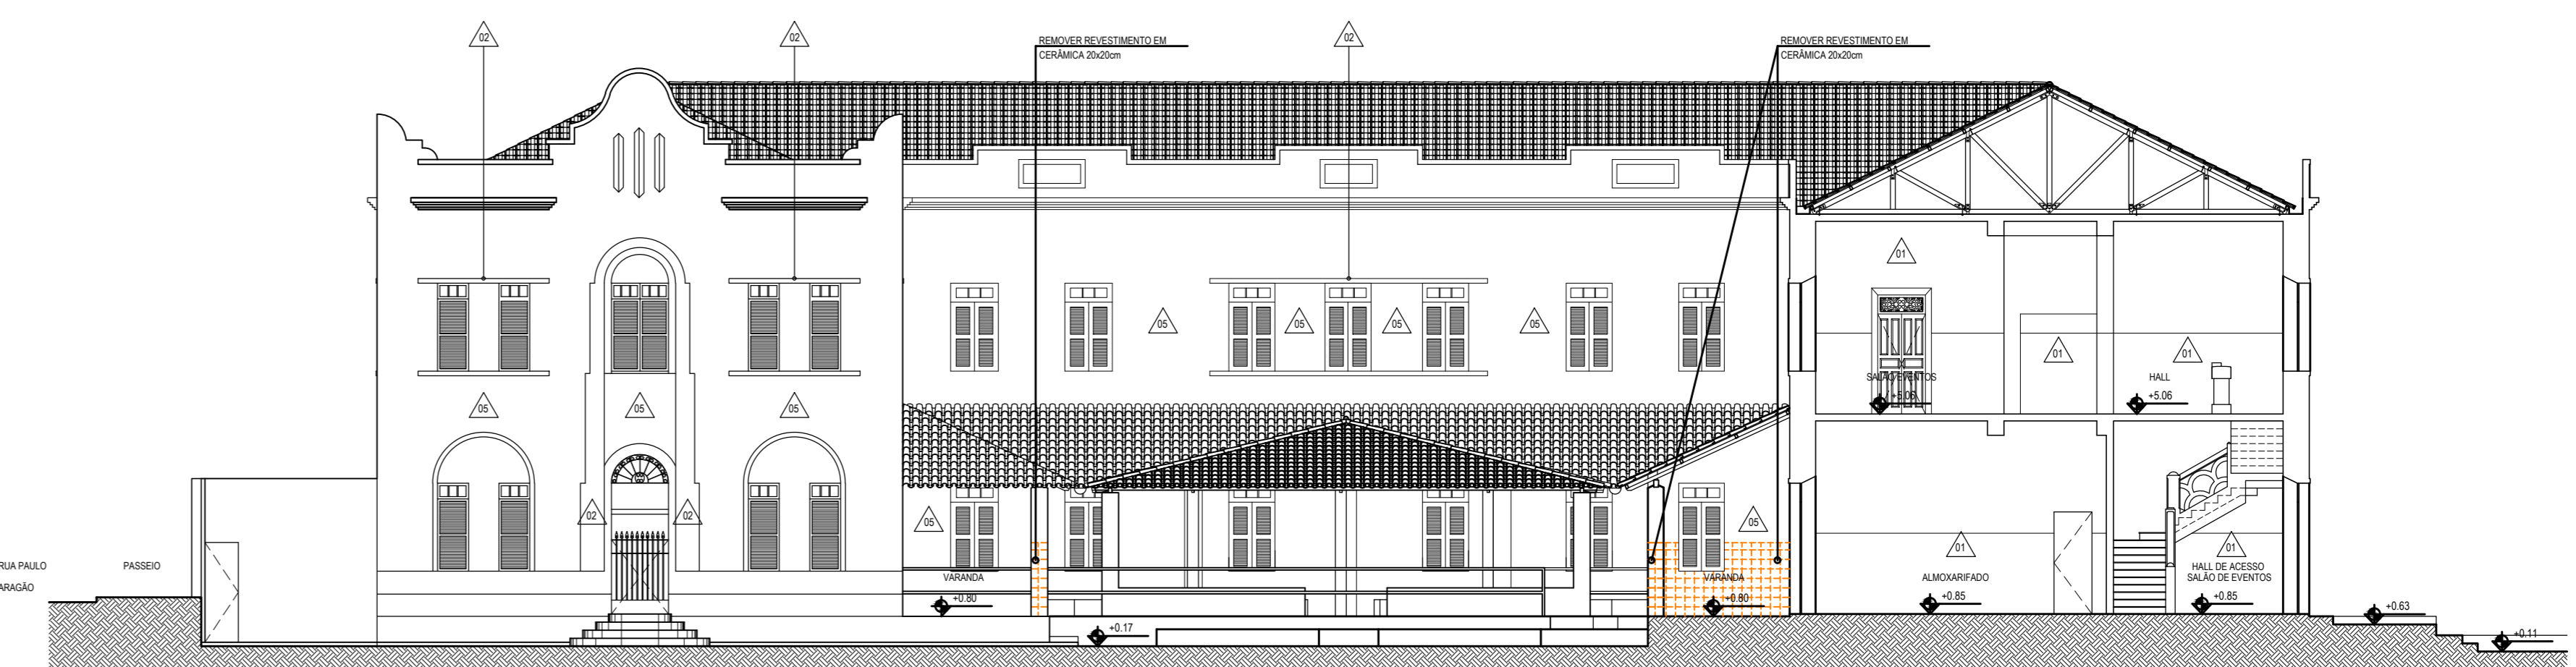 02
02
REMOVER REVESTIMENTO EM
CERÂMICA 20x20cm
02
REMOVER REVESTIMENTO EM
CERÂMICA 20x20cm
01
05
05
05
05
01
01
SALÃO/EVENTOS
HALL
+5.06
+5.06
05
05
05
02
02
05
05
01
01
RUA PAULO
ARAGÃO
PASSEIO
VARANDA
+0.80
VARANDA
+0.80
ALMOXARIFADO
+0.85
HALL DE ACESSO
SALÃO DE EVENTOS
+0.85
+0.63
+0.17
+0.11